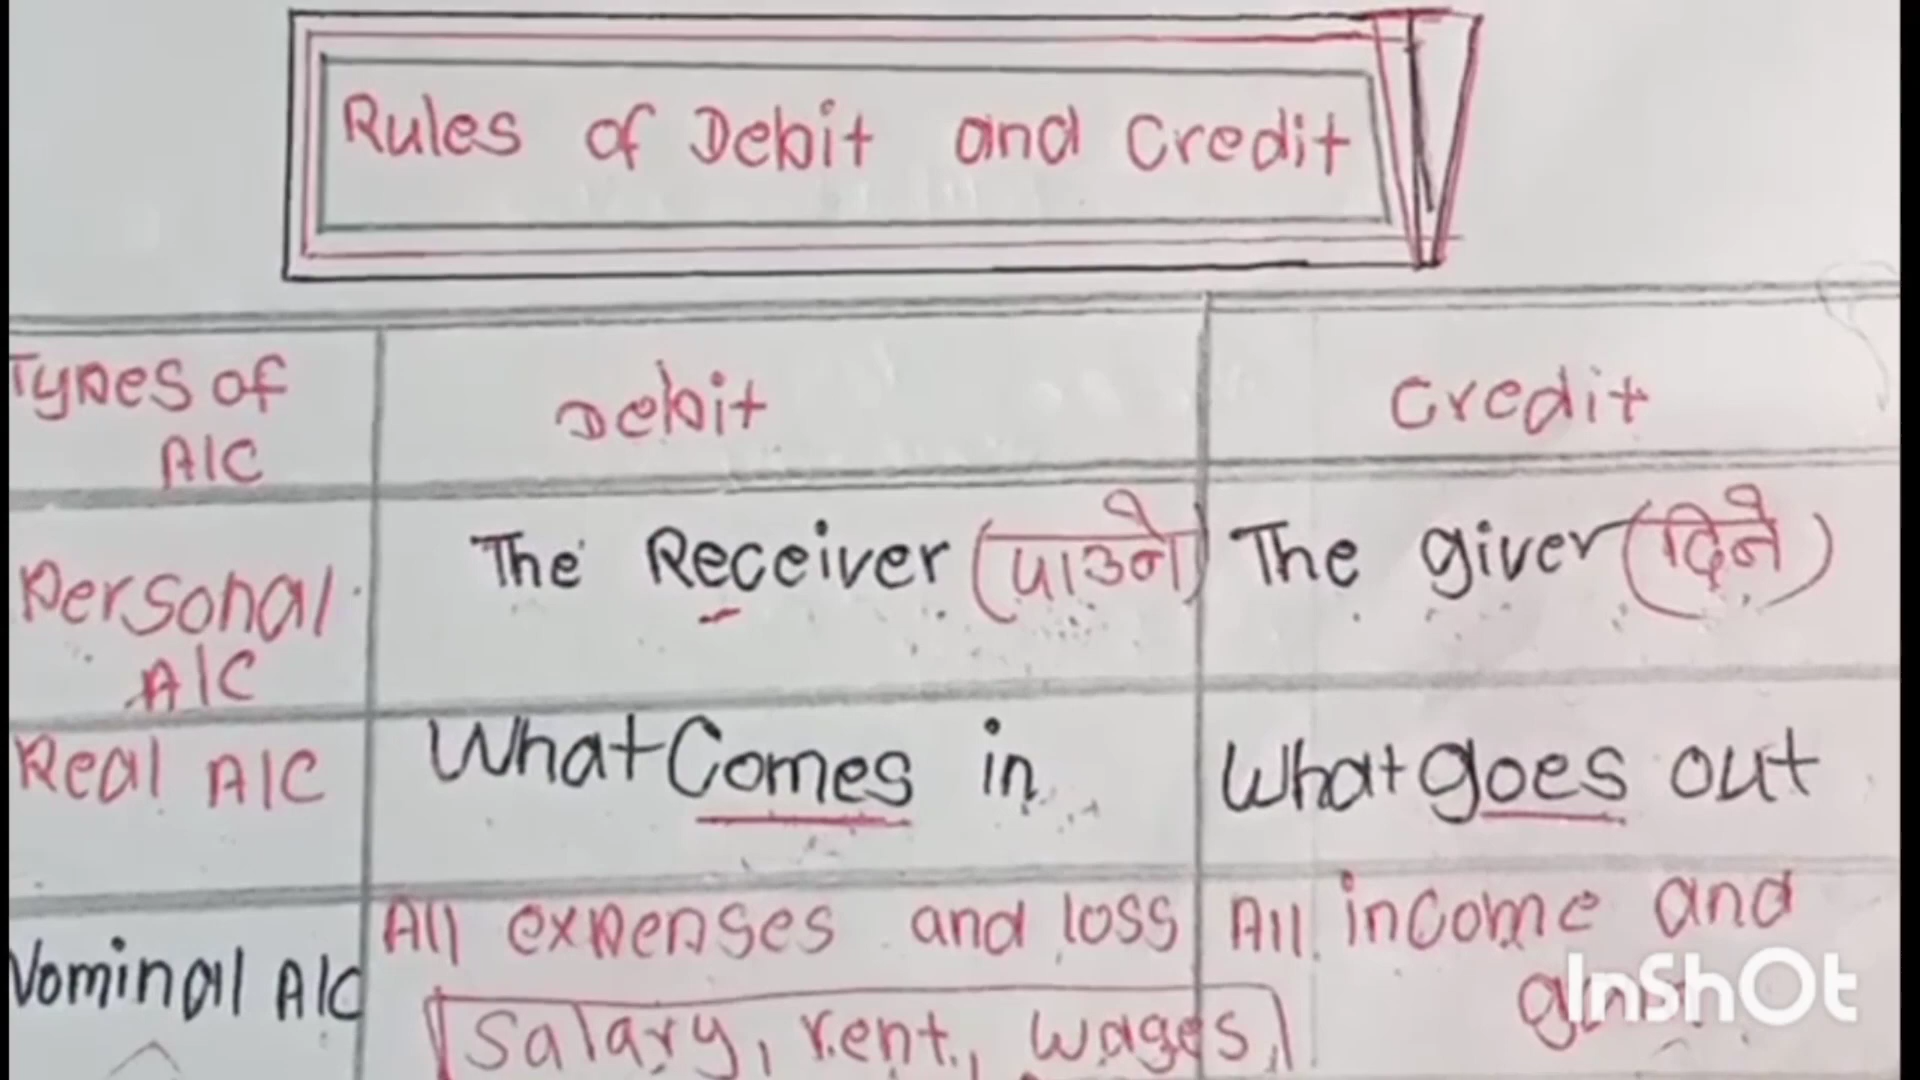 Rules of Debit and Credit
Types of A/C
Debit
Credit
Personal A/C
The Receiver (पाउने)
The giver (दिने)
Real A/C
What Comes in
What goes out
Nominal A/C
All expenses and loss
Salary, rent, wages,
All income and
InShOt